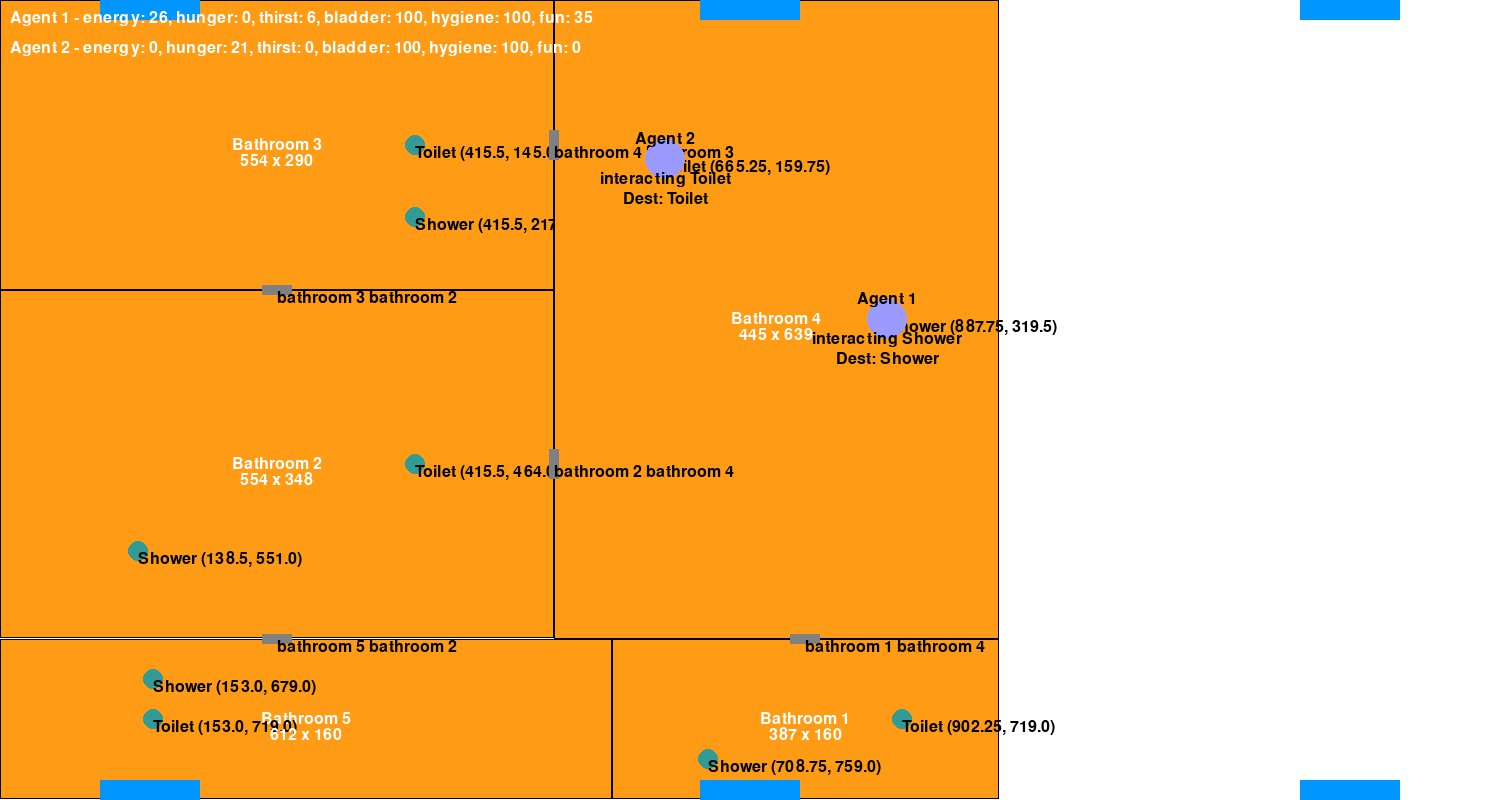 Agent 1 - energy: 26, hunger: 0, thirst: 6, bladder: 100, hygiene: 100, fun: 35
Agent 2 - energy: 0, hunger: 21, thirst: 0, bladder: 100, hygiene: 100, fun: 0
Agent 2
Bathroom 3
554 x 290
Toilet (415.5, 145.0
bathroom 4
room 3
ilet (665.25, 159.75)
interacting Toilet
Dest: Toilet
Shower (415.5, 217
bathroom 3 bathroom 2
Agent 1
Bathroom 4
445 x 639
ower (887.75, 319.5)
interacting Shower
Dest: Shower
Bathroom 2
554 x 348
Toilet (415.5, 464.0
bathroom 2 bathroom 4
Shower (138.5, 551.0)
bathroom 5 bathroom 2
bathroom 1 bathroom 4
Shower (153.0, 679.0)
Toilet (153.0, 719.0)
Bathroom 5
612 x 160
Bathroom 1
387 x 160
Toilet (902.25, 719.0)
Shower (708.75, 759.0)